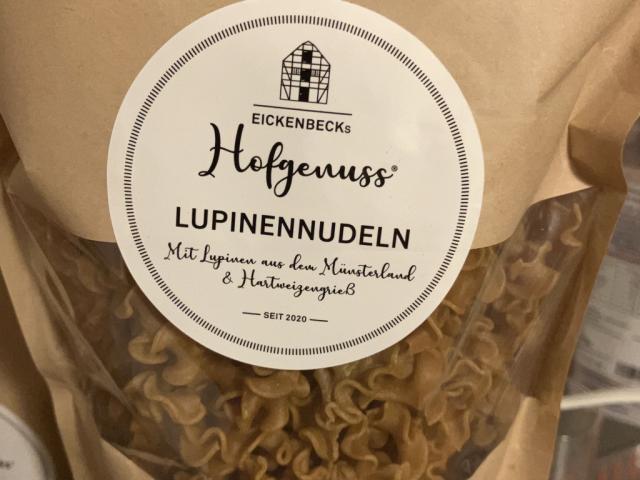 EICKENBECKs
Hofgenuss®
LUPINENNUDELN
Mit Lupinen aus dem Münsterland
& Hartweizengrieß
SEIT 2020